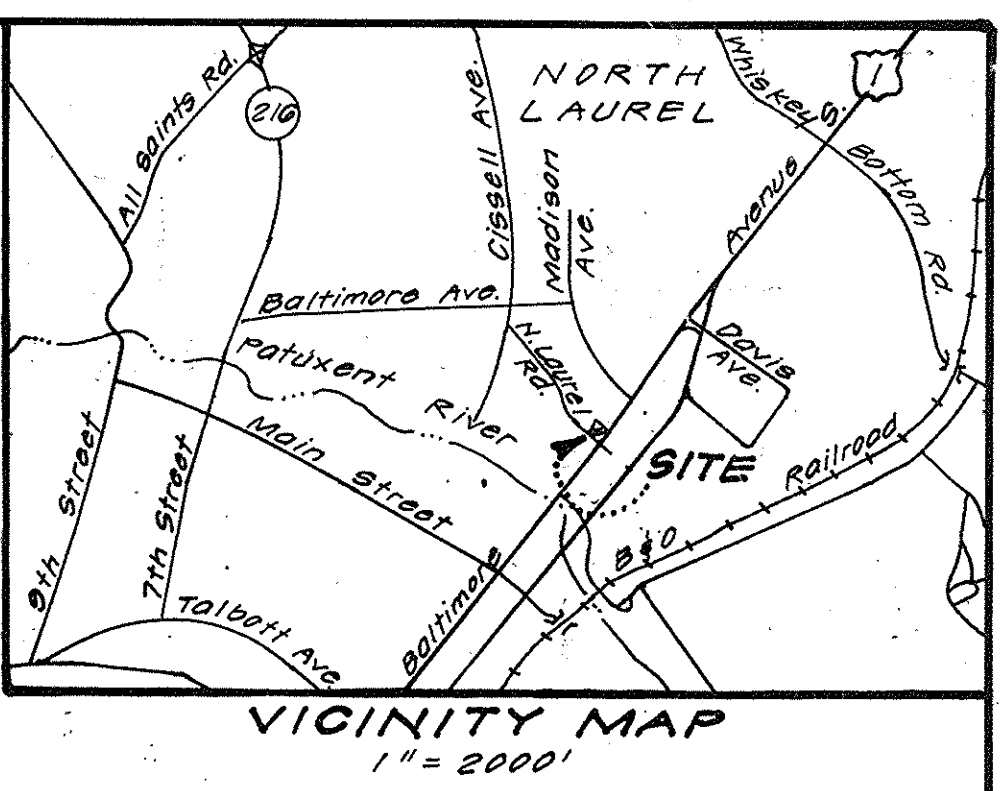 All Saints Rd.
216
Cissell Ave.
NORTH
LAUREL
Whiskey Bottom Rd.
S.
1
Madison
Ave.
Avenue
Baltimore Ave.
Patuxent
River
N. Laurel
Rd.
Davis
Ave.
Main Street
SITE
Railroad
B & O
9th Street
7th Street
Talbott Ave.
Baltimore
VICINITY MAP
1" = 2000'